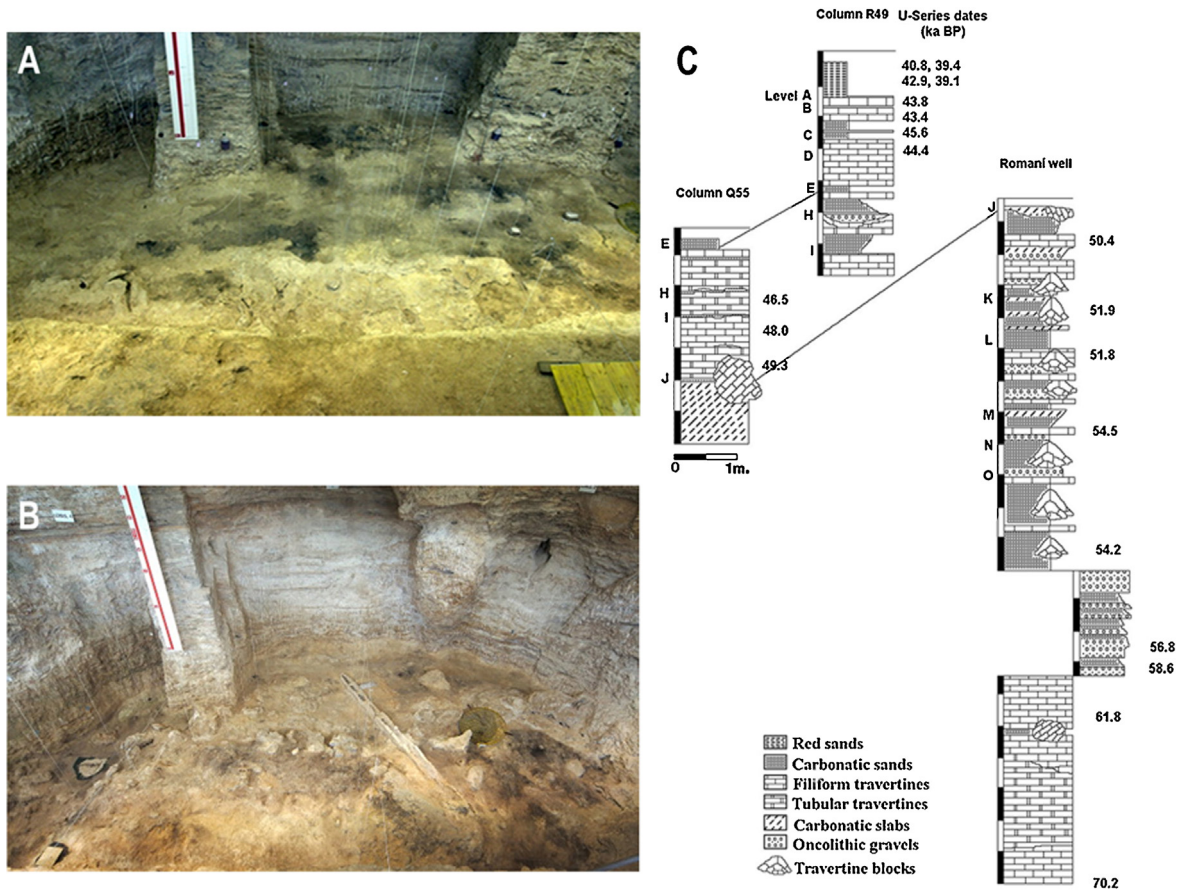 A
B
C
Column R49
U-Series dates
(ka BP)
40.8, 39.4
42.9, 39.1
Level A
43.8
B
43.4
C
45.6
D
44.4
E
H
I
Column Q55
E
H
46.5
I
48.0
49.3
J
0 1m.
Romaní well
J
50.4
K
51.9
L
51.8
M
54.5
N
O
54.2
56.8
58.6
61.8
70.2
Red sands
Carbonatic sands
Filiform travertines
Tubular travertines
Carbonatic slabs
Oncolithic gravels
Travertine blocks